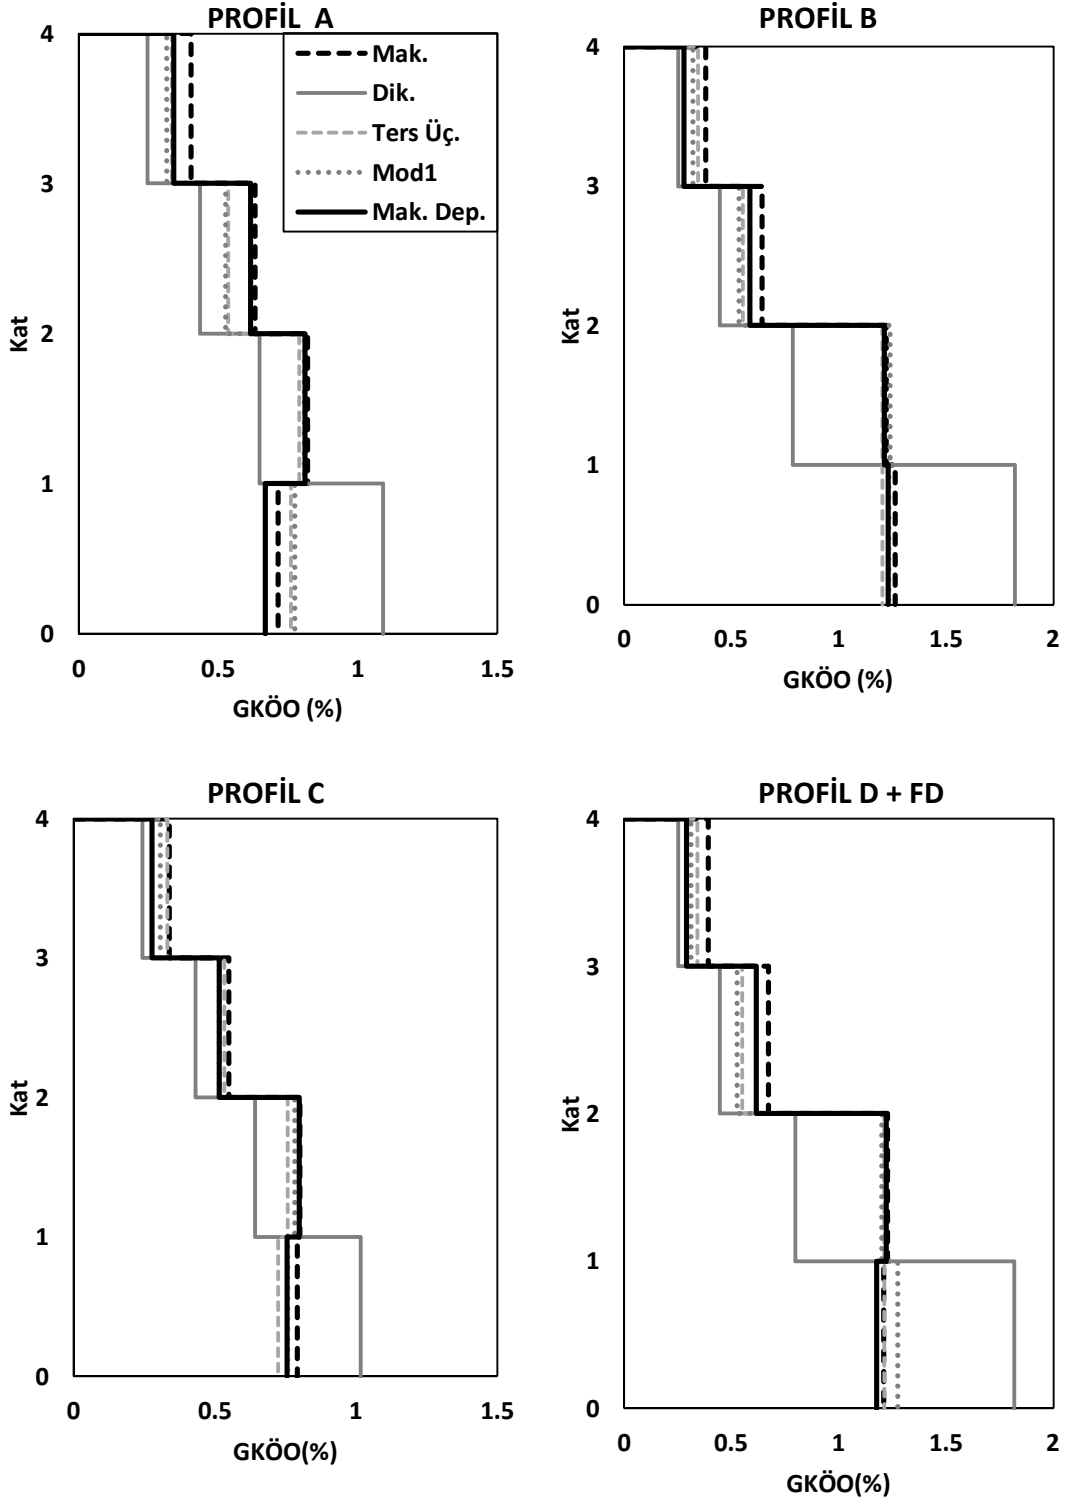 PROFİL A
4
3
2
1
0
Kat
0 0.5 1 1.5
GKÖO (%)
Mak.
Dik.
Ters Üç.
Mod1
Mak. Dep.
PROFİL B
4
3
2
1
0
Kat
0 0.5 1 1.5 2
GKÖO (%)
PROFİL C
4
3
2
1
0
Kat
0 0.5 1 1.5
GKÖO(%)
PROFİL D + FD
4
3
2
1
0
Kat
0 0.5 1 1.5 2
GKÖO(%)